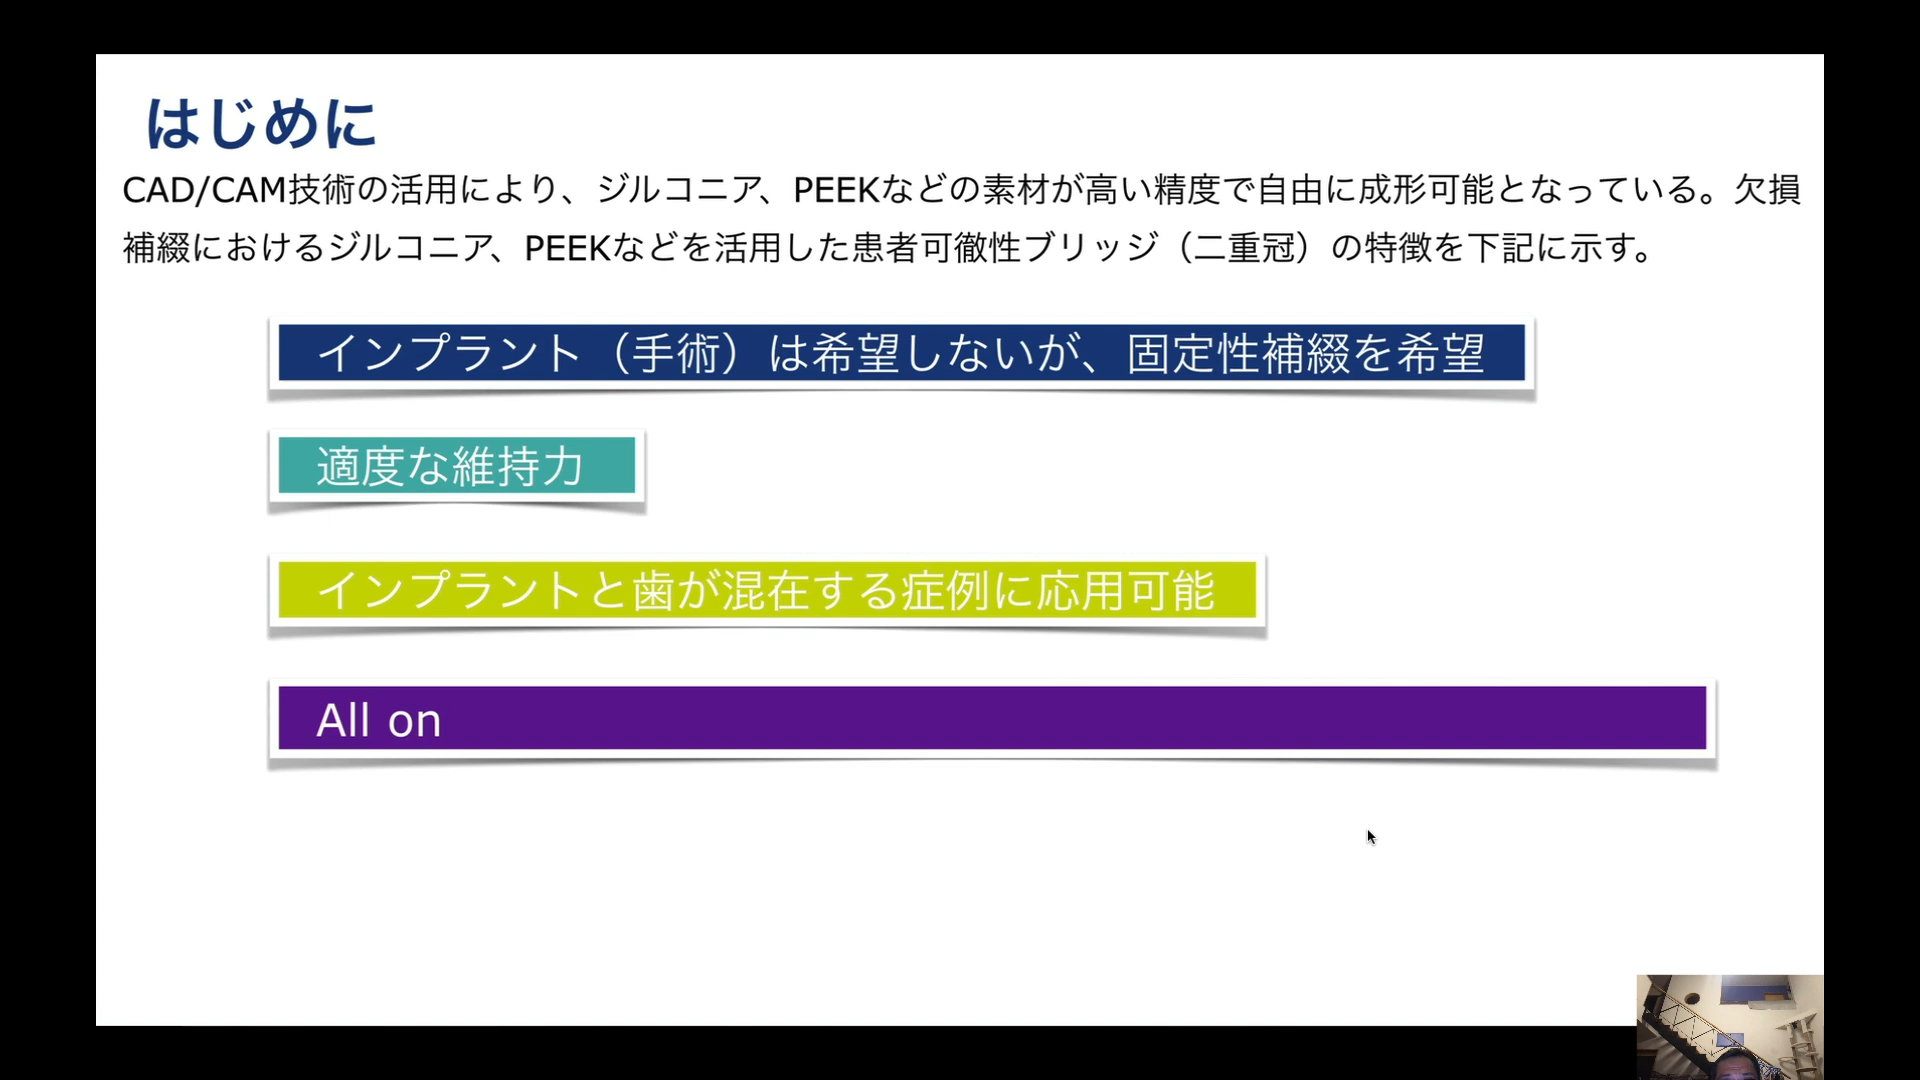 はじめに
CAD/CAM技術の活用により、ジルコニア、PEEKなどの素材が高い精度で自由に成形可能となっている。欠損
補綴におけるジルコニア、PEEKなどを活用した患者可徹性ブリッジ（二重冠）の特徴を下記に示す。
インプラント（手術）は希望しないが、固定性補綴を希望
適度な維持力
インプラントと歯が混在する症例に応用可能
All on